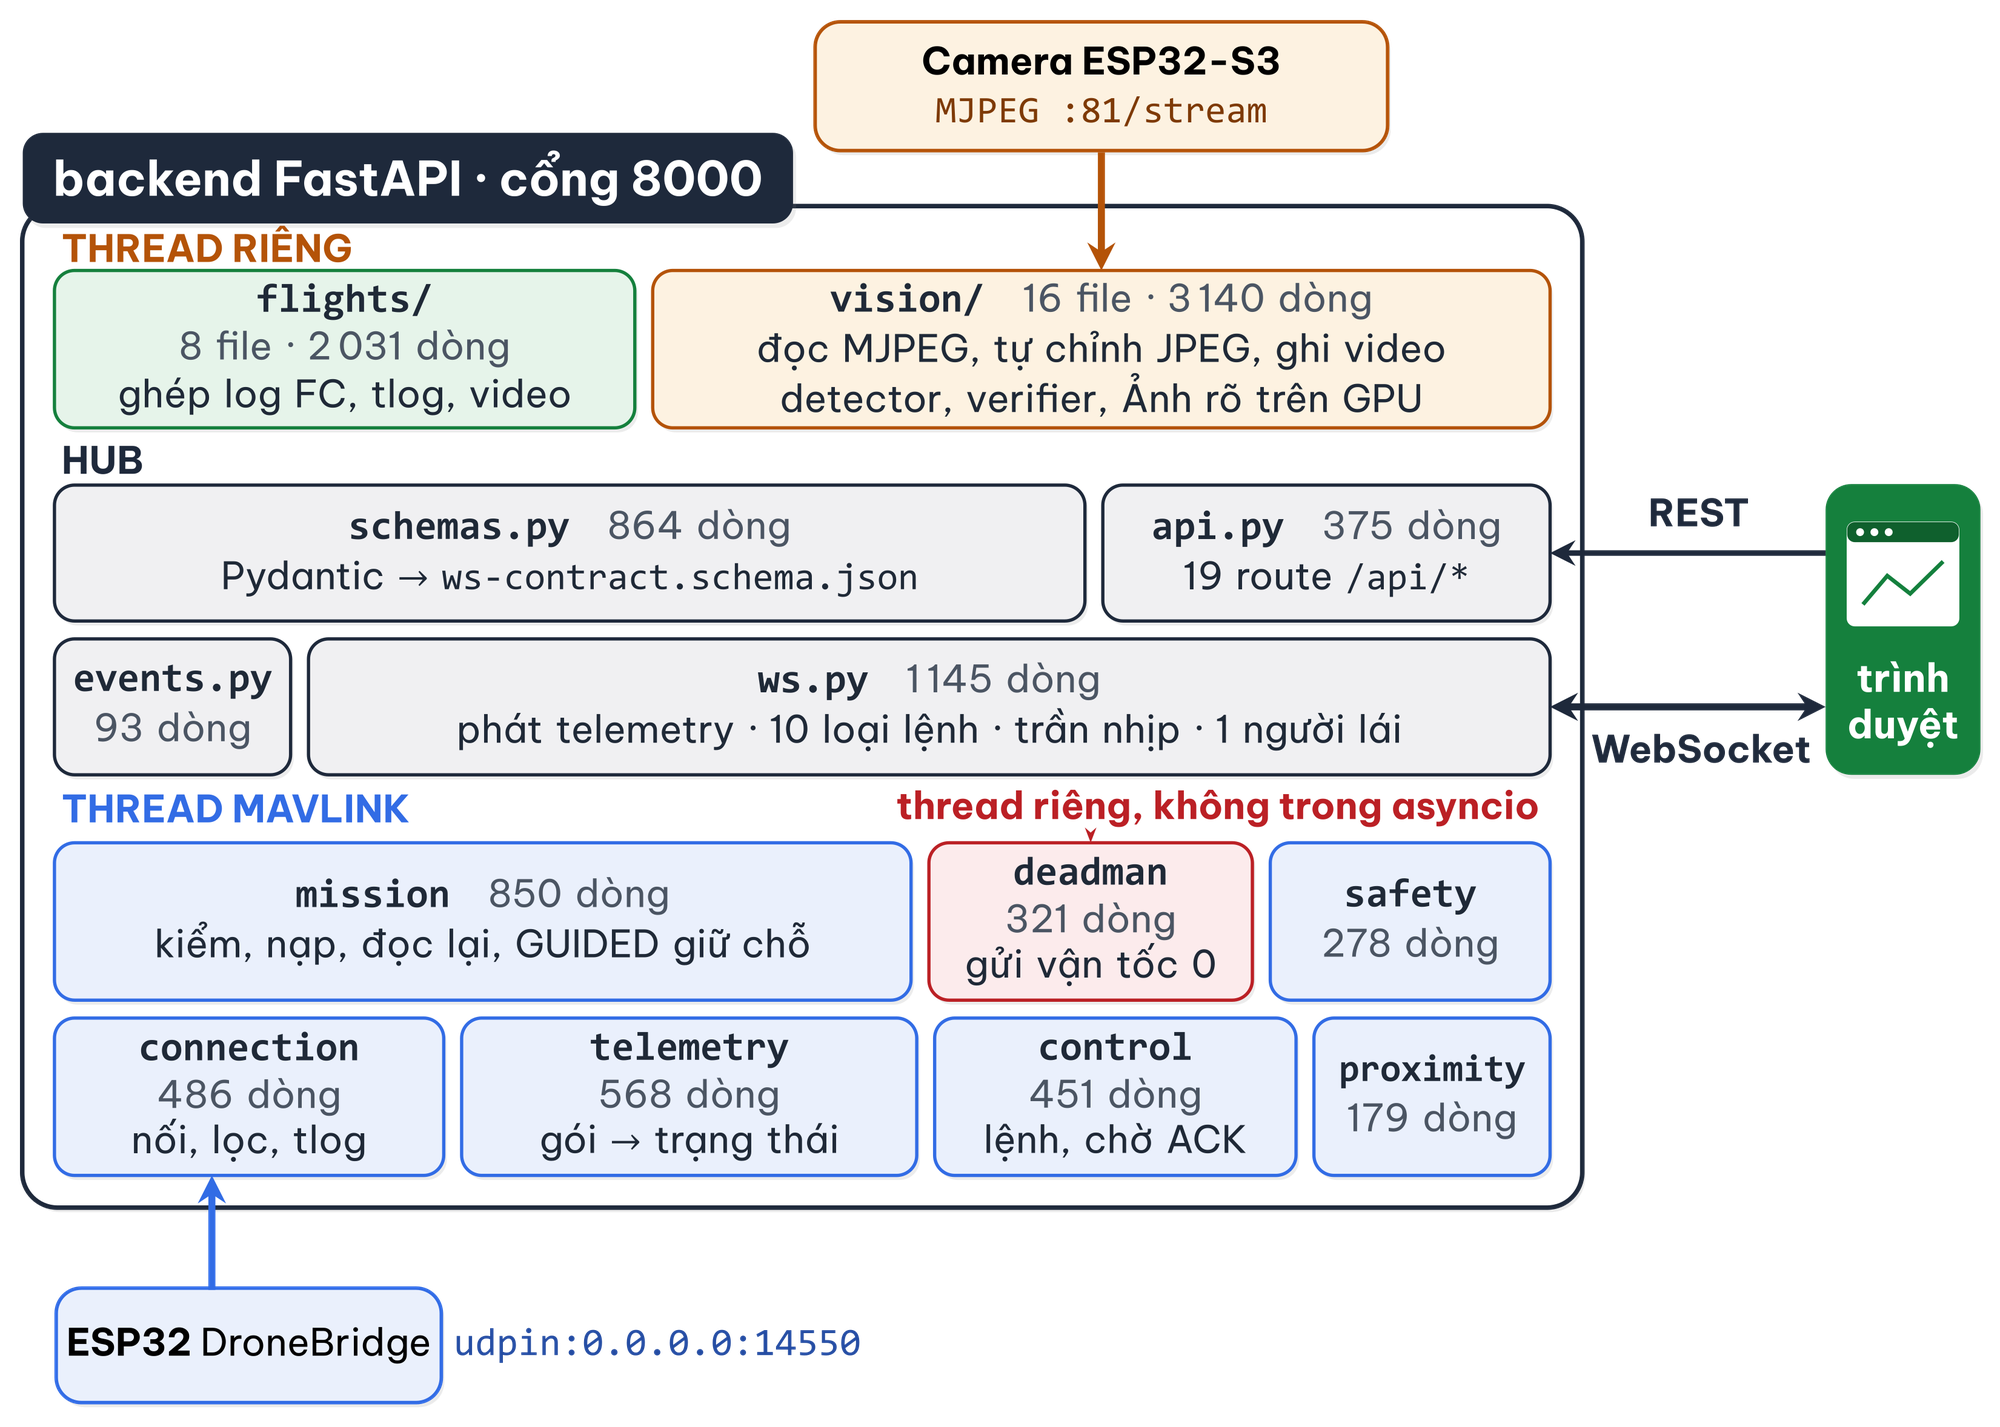 Camera ESP32-S3
MJPEG :81/stream
backend FastAPI · cổng 8000
THREAD RIÊNG
flights/
8 file · 2 031 dòng
ghép log FC, tlog, video
vision/ 16 file · 3 140 dòng
đọc MJPEG, tự chỉnh JPEG, ghi video
detector, verifier, Ảnh rõ trên GPU
HUB
schemas.py 864 dòng
Pydantic → ws-contract.schema.json
api.py 375 dòng
19 route /api/*
REST
events.py
93 dòng
ws.py 1 145 dòng
phát telemetry · 10 loại lệnh · trần nhịp · 1 người lái
WebSocket
trình
duyệt
THREAD MAVLINK
thread riêng, không trong asyncio
mission 850 dòng
kiểm, nạp, đọc lại, GUIDED giữ chỗ
deadman
321 dòng
gửi vận tốc 0
safety
278 dòng
connection
486 dòng
nối, lọc, tlog
telemetry
568 dòng
gói → trạng thái
control
451 dòng
lệnh, chờ ACK
proximity
179 dòng
ESP32 DroneBridge
udpin:0.0.0.0:14550